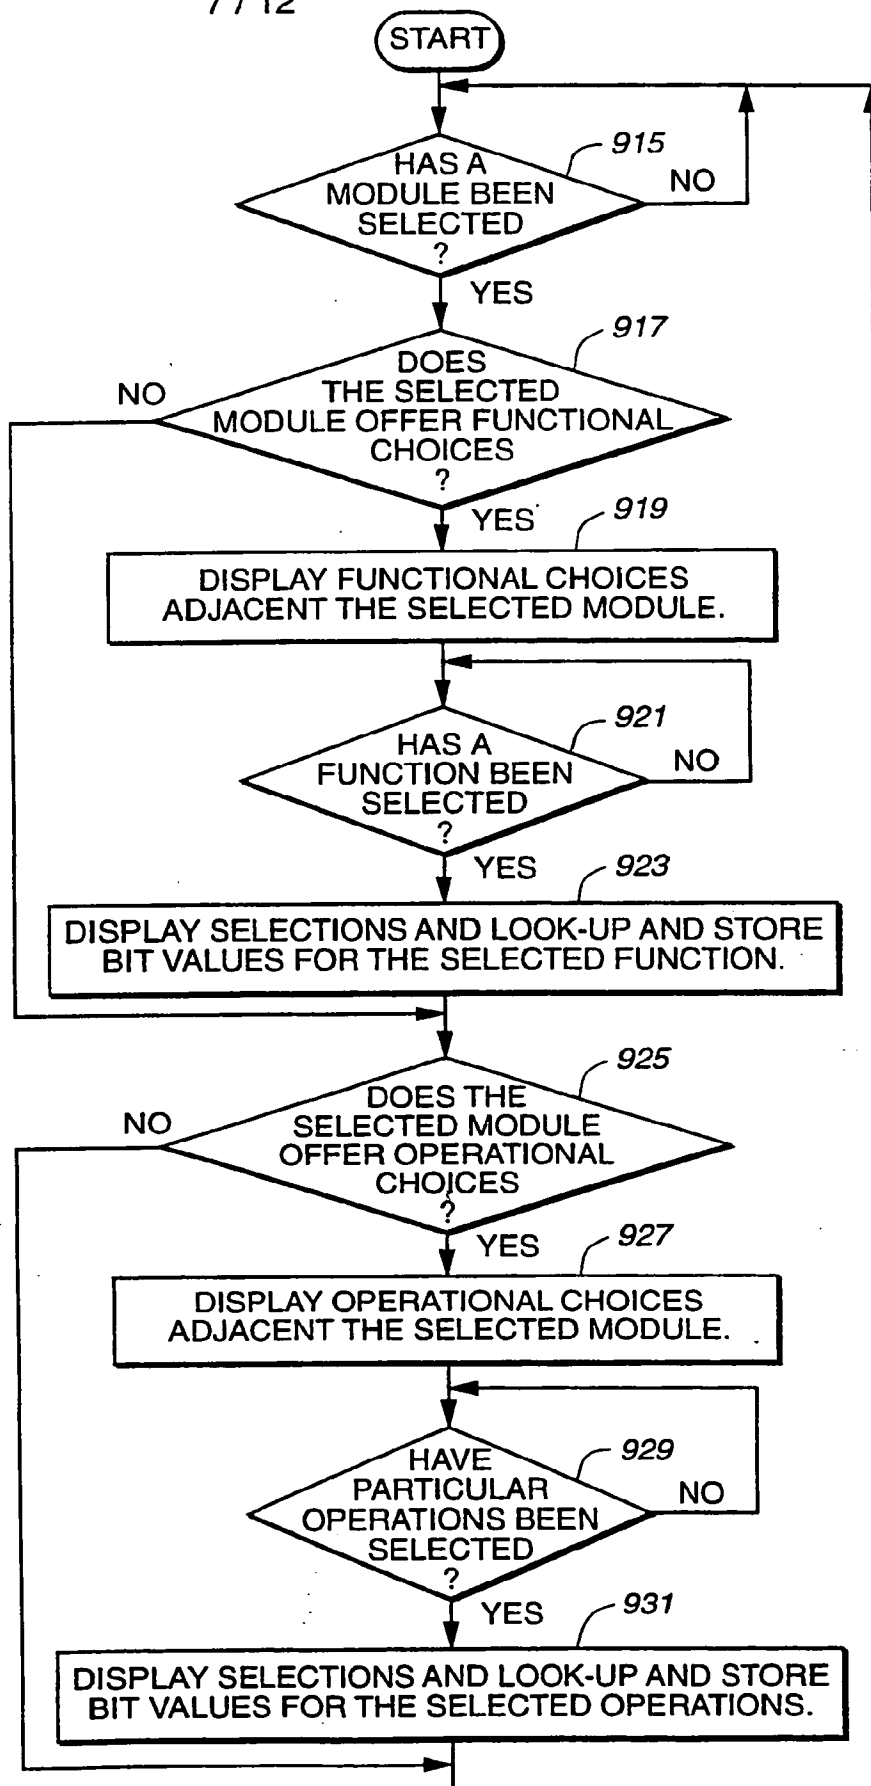 7 / 12
START
915
HAS A
MODULE BEEN
SELECTED
?
NO
YES
917
DOES
THE SELECTED
MODULE OFFER FUNCTIONAL
CHOICES
?
NO
YES
919
DISPLAY FUNCTIONAL CHOICES
ADJACENT THE SELECTED MODULE.
921
HAS A
FUNCTION BEEN
SELECTED
?
NO
YES
923
DISPLAY SELECTIONS AND LOOK-UP AND STORE
BIT VALUES FOR THE SELECTED FUNCTION.
925
DOES THE
SELECTED MODULE
OFFER OPERATIONAL
CHOICES
?
NO
YES
927
DISPLAY OPERATIONAL CHOICES
ADJACENT THE SELECTED MODULE.
929
HAVE
PARTICULAR
OPERATIONS BEEN
SELECTED
?
NO
YES
931
DISPLAY SELECTIONS AND LOOK-UP AND STORE
BIT VALUES FOR THE SELECTED OPERATIONS.